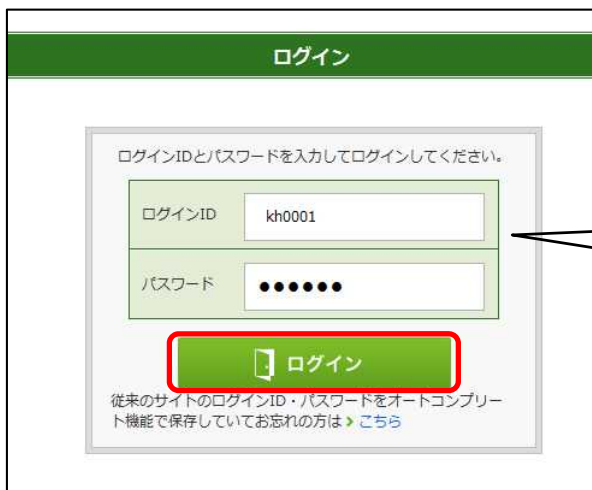 ログイン
ログインIDとパスワードを入力してログインしてください。
ログインID kh0001
パスワード ●●●●●●
ログイン
従来のサイトのログインID・パスワードをオートコンプリー
ト機能で保存していてお忘れの方は > こちら